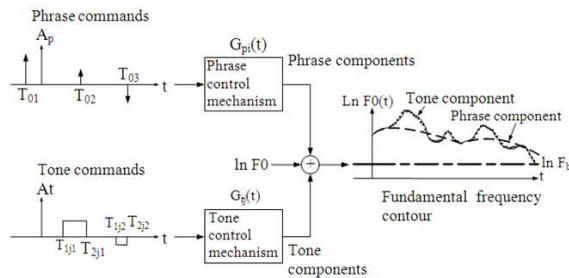 Phrase commands
Ap
T01
T02
T03
t
Gpi(t)
Phrase
control
mechanism
Phrase components
Tone commands
At
T1j1
T2j1
T1j2
T2j2
t
ln F0
+
Gtj(t)
Tone
control
mechanism
Tone
components
Ln F0(t)
Tone component
Phrase component
ln Fb
t
Fundamental frequency
contour